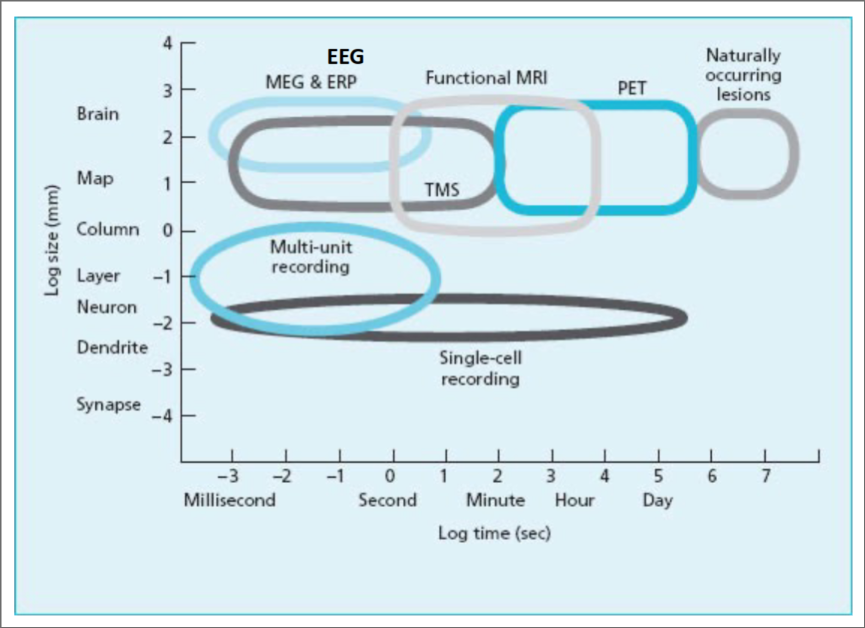 EEG
MEG & ERP
Functional MRI
PET
Naturally
occurring
lesions
TMS
Multi-unit
recording
Single-cell
recording
Log size (mm)
Brain
Map
Column
Layer
Neuron
Dendrite
Synapse
4
3
2
1
0
−1
−2
−3
−4
−3 −2 −1 0 1 2 3 4 5 6 7
Millisecond Second Minute Hour Day
Log time (sec)